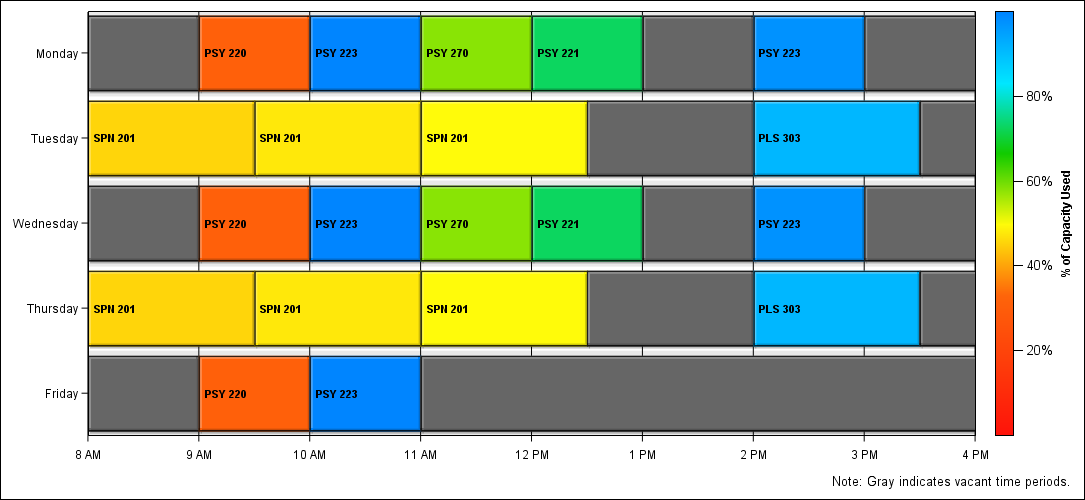 Monday
PSY 220
PSY 223
PSY 270
PSY 221
PSY 223
Tuesday
SPN 201
SPN 201
SPN 201
PLS 303
Wednesday
PSY 220
PSY 223
PSY 270
PSY 221
PSY 223
Thursday
SPN 201
SPN 201
SPN 201
PLS 303
Friday
PSY 220
PSY 223
8 AM
9 AM
10 AM
11 AM
12 PM
1 PM
2 PM
3 PM
4 PM
80%
60%
40%
20%
% of Capacity Used
Note: Gray indicates vacant time periods.